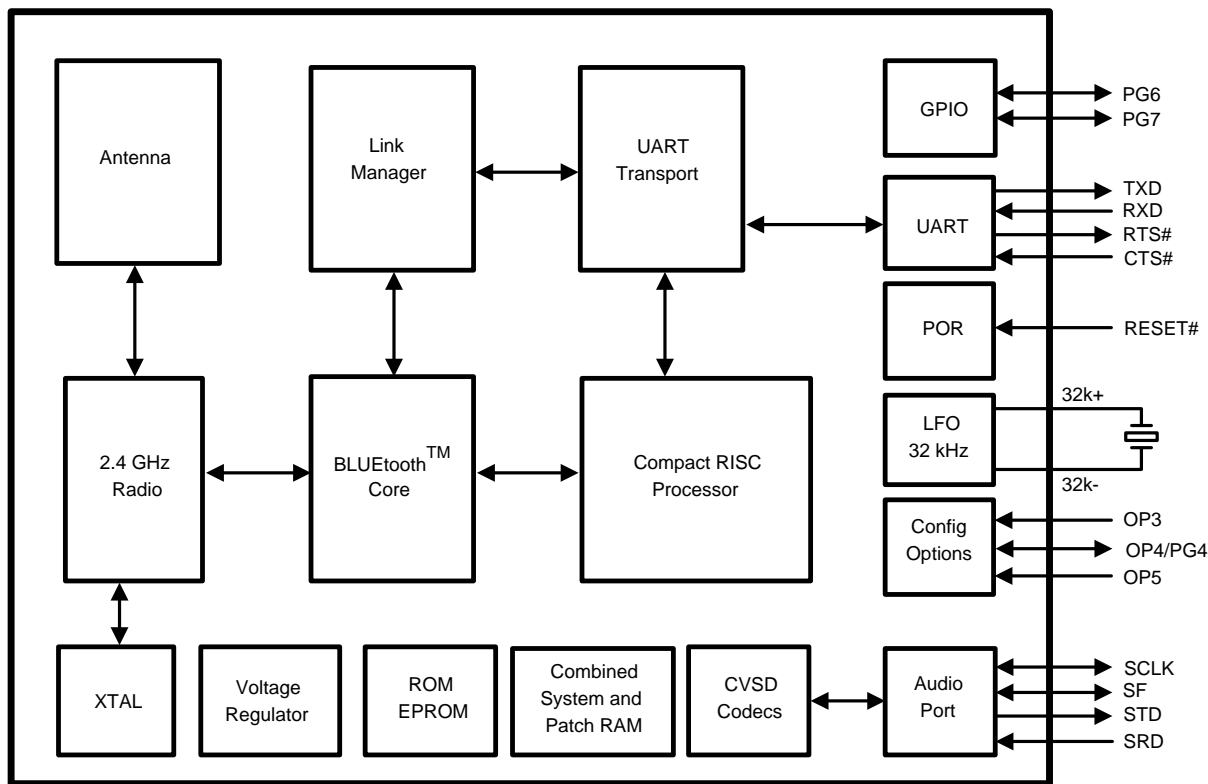 Antenna
Link
Manager
UART
Transport
GPIO
PG6
PG7
UART
TXD
RXD
RTS#
CTS#
POR
RESET#
2.4 GHz
Radio
BLUEtooth™
Core
Compact RISC
Processor
LFO
32 kHz
32k+
32k-
Config
Options
OP3
OP4/PG4
OP5
XTAL
Voltage
Regulator
ROM
EPROM
Combined
System and
Patch RAM
CVSD
Codecs
Audio
Port
SCLK
SF
STD
SRD